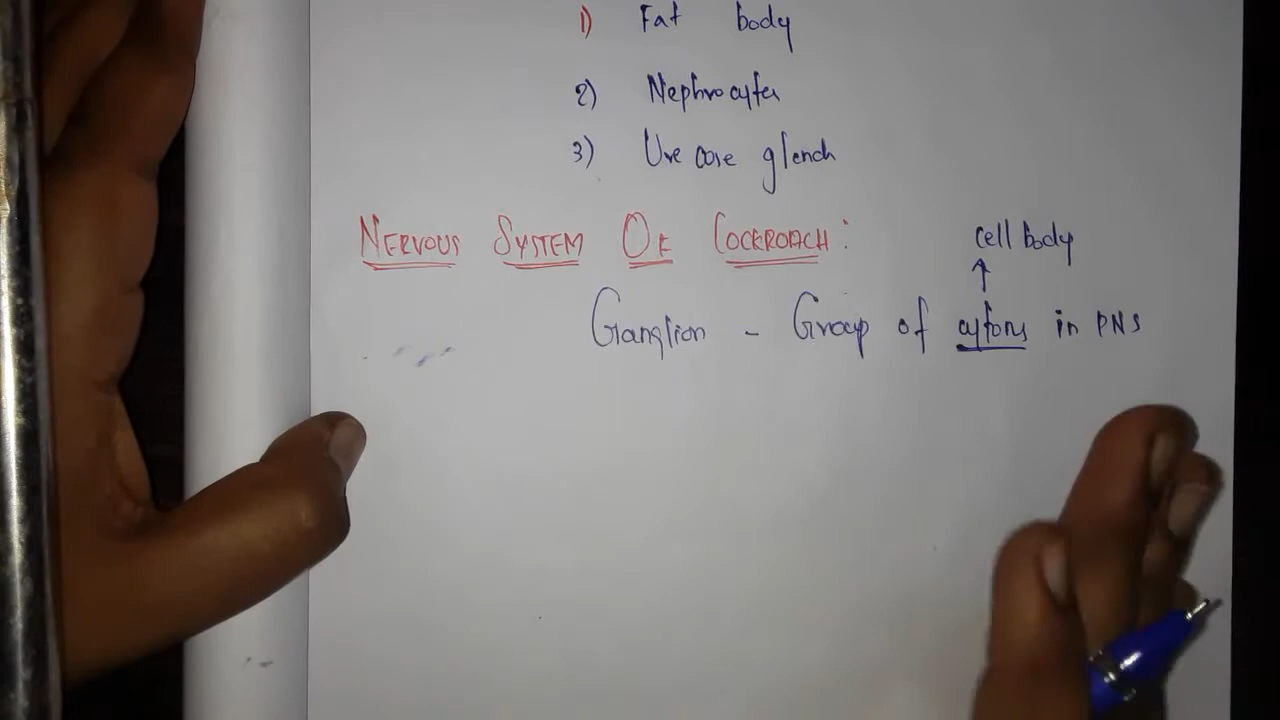 1) Fat body
2) Nephrocytes
3) Urecose glands
NERVOUS SYSTEM OF COCKROACH:
cell body
Ganglion - Group of cytons in PNS